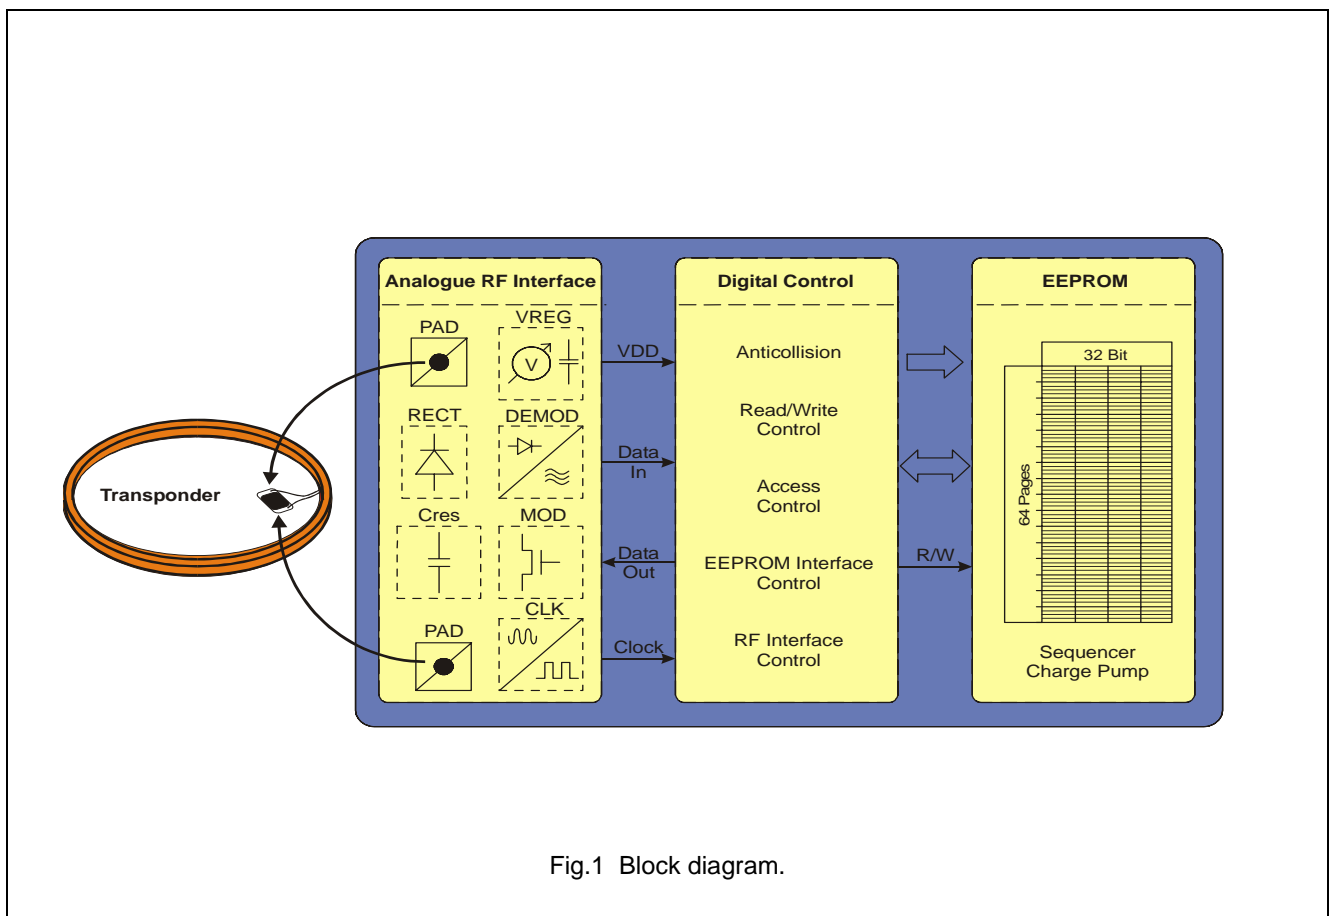 Analogue RF Interface
PAD
VREG
V
RECT
DEMOD
Cres
MOD
PAD
CLK
Transponder
VDD
Data
In
Data
Out
Clock
Digital Control
Anticollision
Read/Write
Control
Access
Control
EEPROM Interface
Control
RF Interface
Control
R/W
EEPROM
32 Bit
64 Pages
Sequencer
Charge Pump
Fig.1 Block diagram.